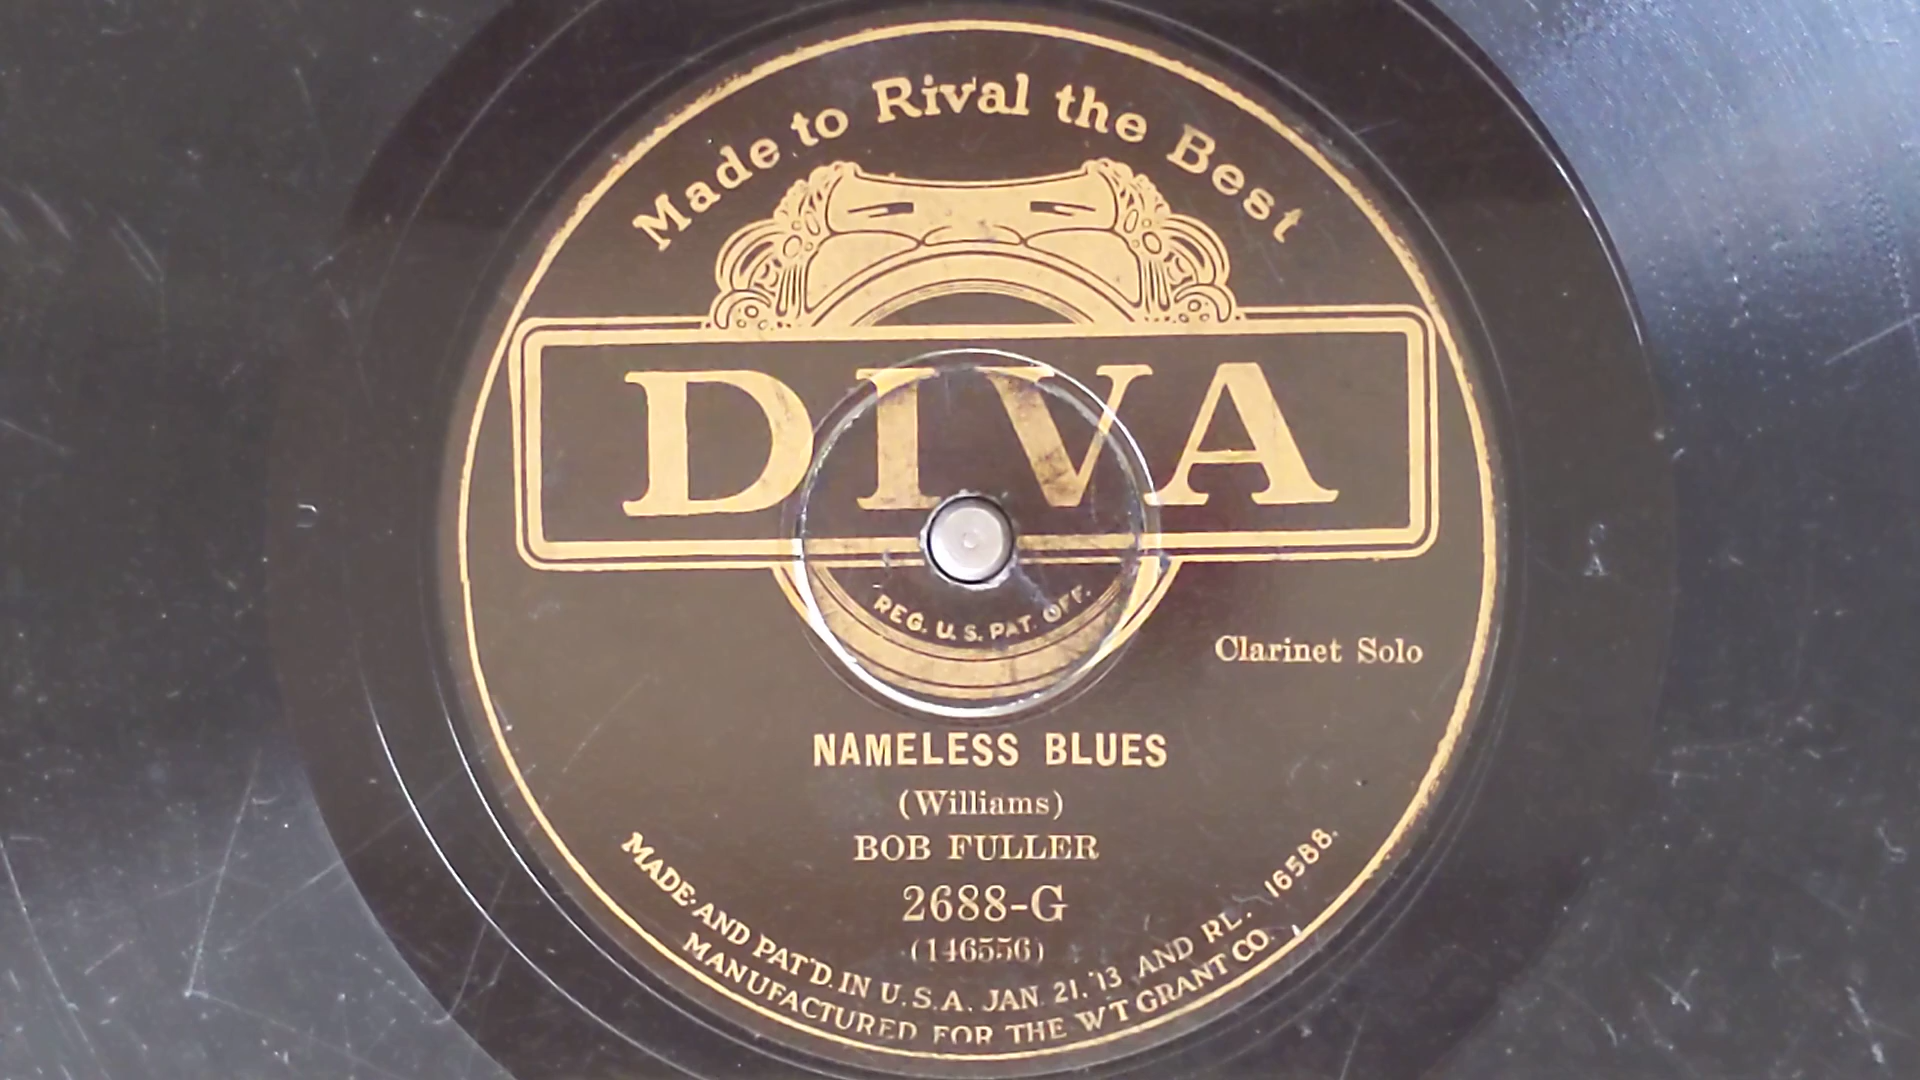 Made to Rival the Best
DIVA
REG. U.S. PAT. OFF.
Clarinet Solo
NAMELESS BLUES
(Williams)
BOB FULLER
2688-G
(146556)
MADE AND PAT'D. IN U.S.A. JAN. 21, '13 AND RL. 16588.
MANUFACTURED FOR THE W T GRANT CO.